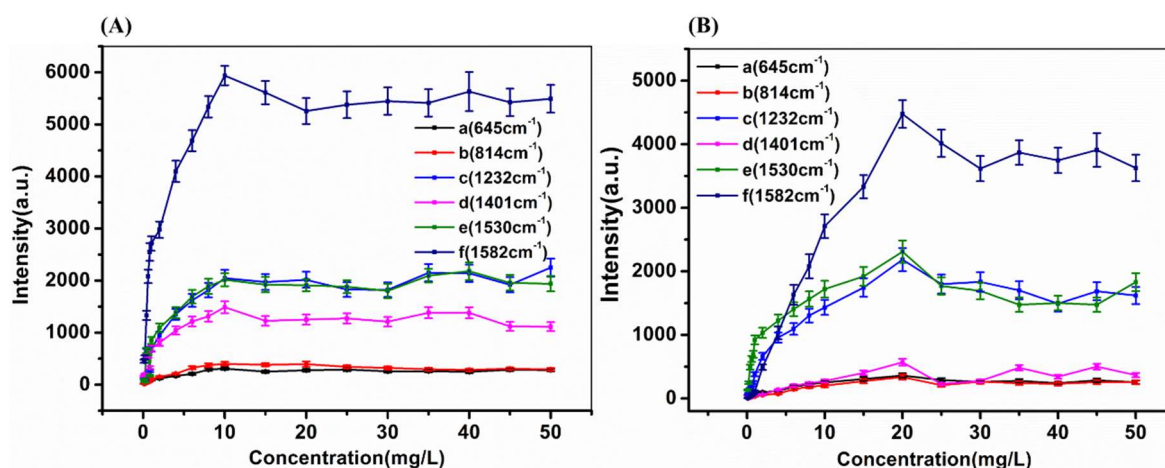 (A)
Intensity(a.u.)
6000
5000
4000
3000
2000
1000
0
a(645cm⁻¹)
b(814cm⁻¹)
c(1232cm⁻¹)
d(1401cm⁻¹)
e(1530cm⁻¹)
f(1582cm⁻¹)
0 10 20 30 40 50
Concentration(mg/L)
(B)
Intensity(a.u.)
5000
4000
3000
2000
1000
0
a(645cm⁻¹)
b(814cm⁻¹)
c(1232cm⁻¹)
d(1401cm⁻¹)
e(1530cm⁻¹)
f(1582cm⁻¹)
0 10 20 30 40 50
Concentration(mg/L)